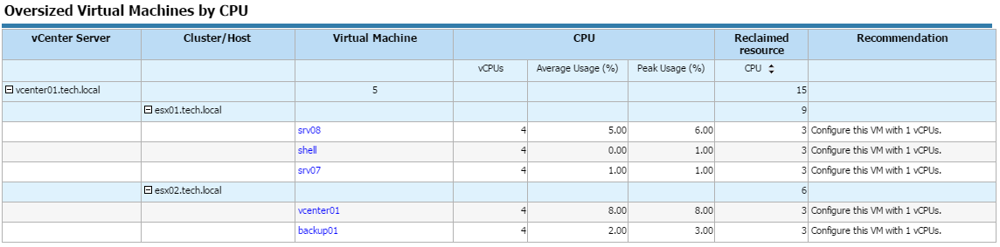 Oversized Virtual Machines by CPU
vCenter Server Cluster/Host Virtual Machine CPU Reclaimed resource Recommendation
vCPUs Average Usage (%) Peak Usage (%) CPU
vcenter01.tech.local 5 15
esx01.tech.local 9
srv08 4 5.00 6.00 3 Configure this VM with 1 vCPUs.
shell 4 0.00 1.00 3 Configure this VM with 1 vCPUs.
srv07 4 1.00 1.00 3 Configure this VM with 1 vCPUs.
esx02.tech.local 6
vcenter01 4 8.00 8.00 3 Configure this VM with 1 vCPUs.
backup01 4 2.00 3.00 3 Configure this VM with 1 vCPUs.